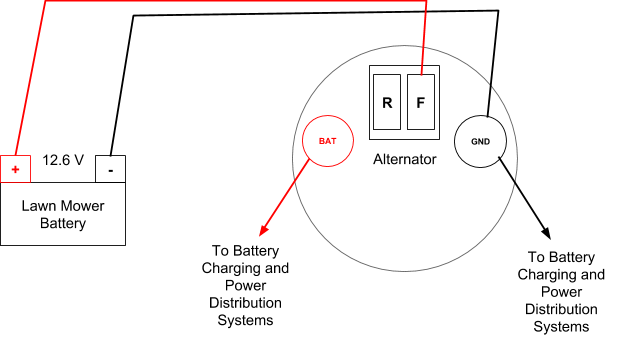 R
F
BAT
GND
Alternator
12.6 V
+
-
Lawn Mower
Battery
To Battery
Charging and
Power
Distribution
Systems
To Battery
Charging and
Power
Distribution
Systems